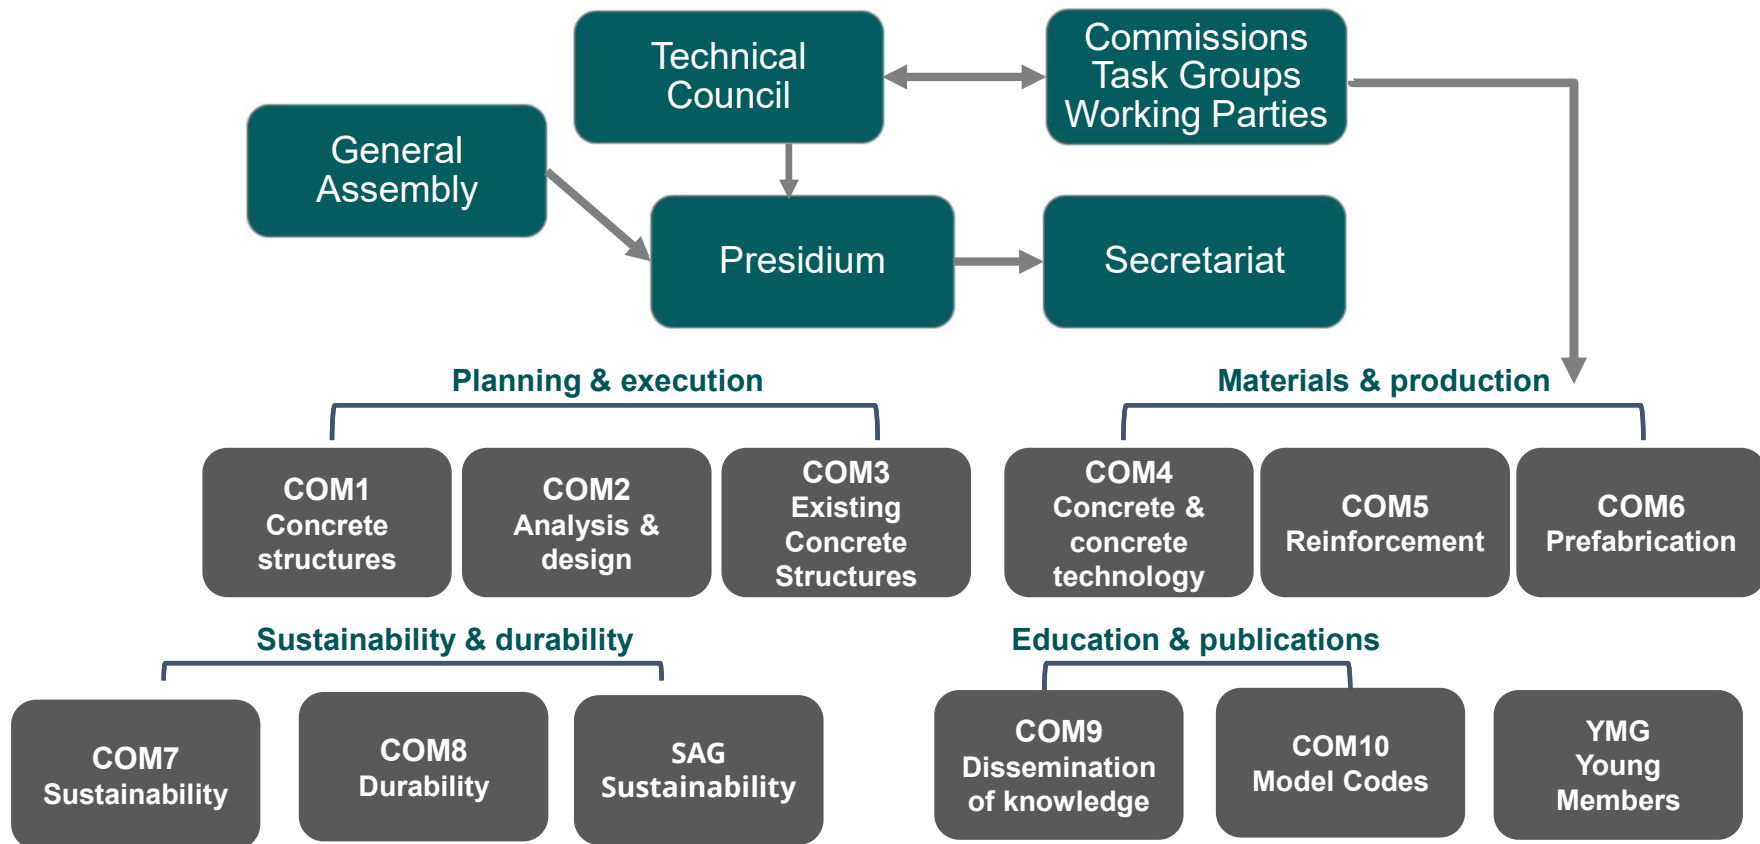 Technical
Council
Commissions
Task Groups
Working Parties
General
Assembly
Presidium
Secretariat
Planning & execution
Materials & production
COM1
Concrete
structures
COM2
Analysis &
design
COM3
Existing
Concrete
Structures
COM4
Concrete &
concrete
technology
COM5
Reinforcement
COM6
Prefabrication
Sustainability & durability
Education & publications
COM7
Sustainability
COM8
Durability
SAG
Sustainability
COM9
Dissemination
of knowledge
COM10
Model Codes
YMG
Young
Members